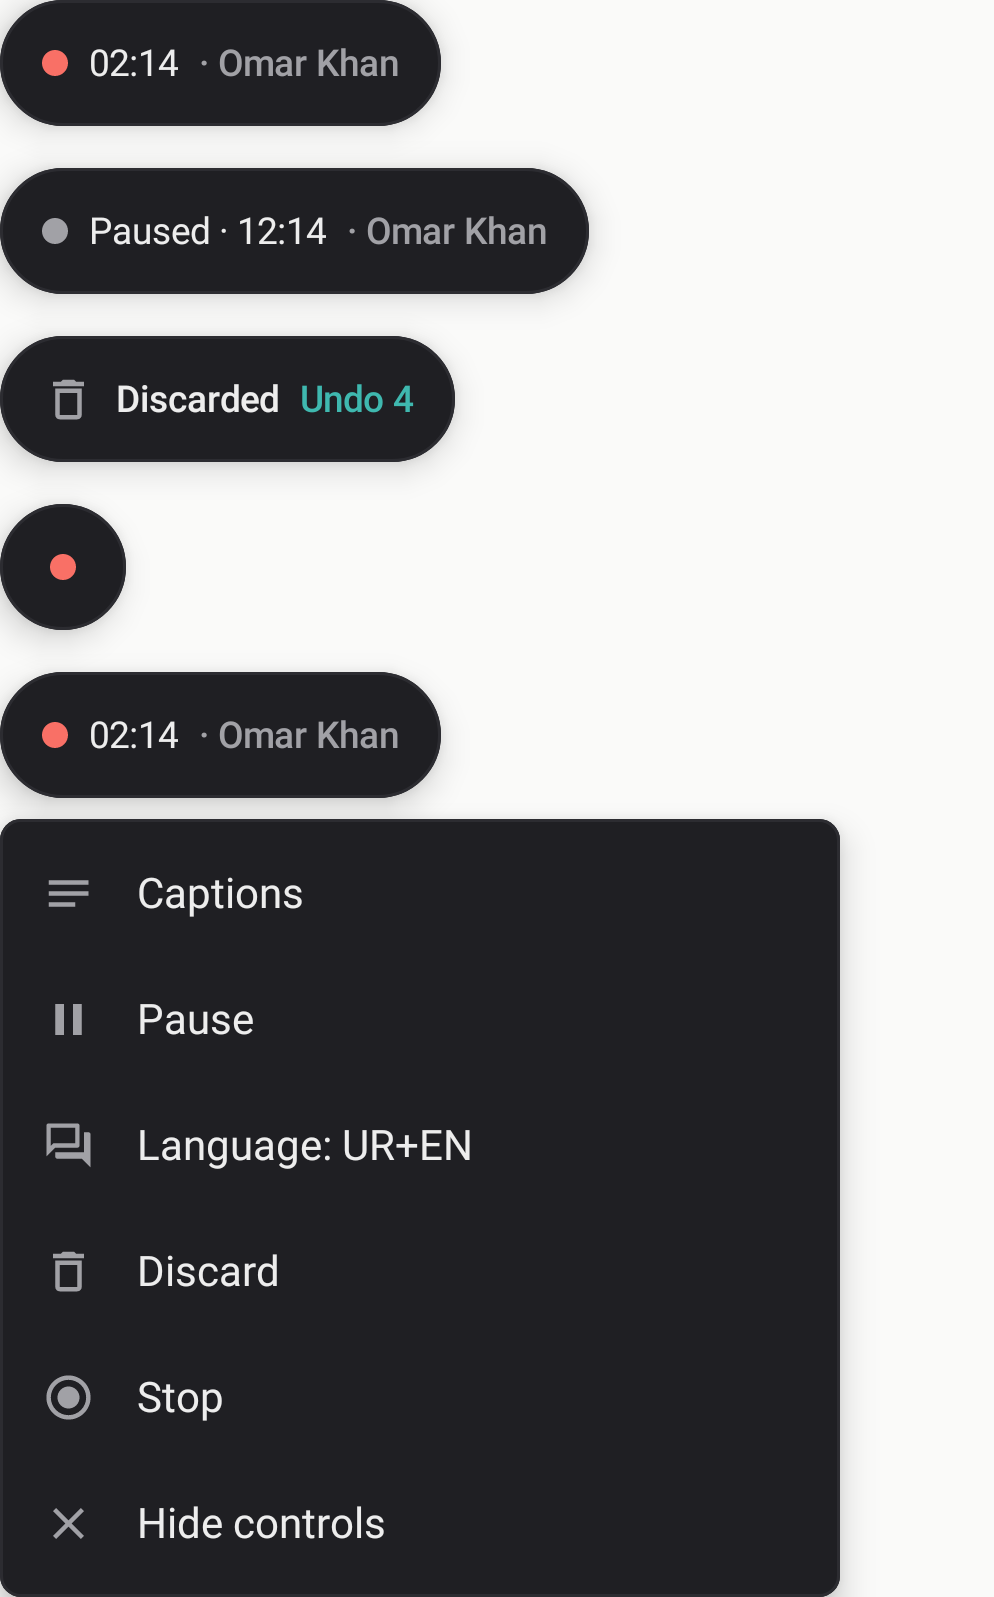 02:14 · Omar Khan
Paused · 12:14 · Omar Khan
Discarded Undo 4
02:14 · Omar Khan
Captions
Pause
Language: UR+EN
Discard
Stop
Hide controls